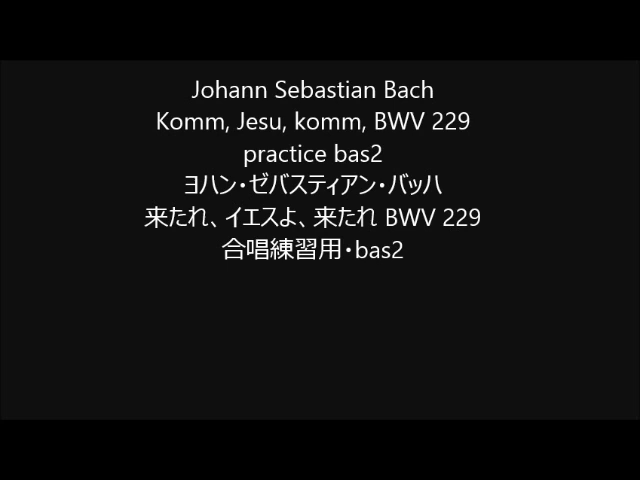 Johann Sebastian Bach
Komm, Jesu, komm, BWV 229
practice bas2
ヨハン・ゼバスティアン・バッハ
来たれ、イエスよ、来たれ BWV 229
合唱練習用・bas2